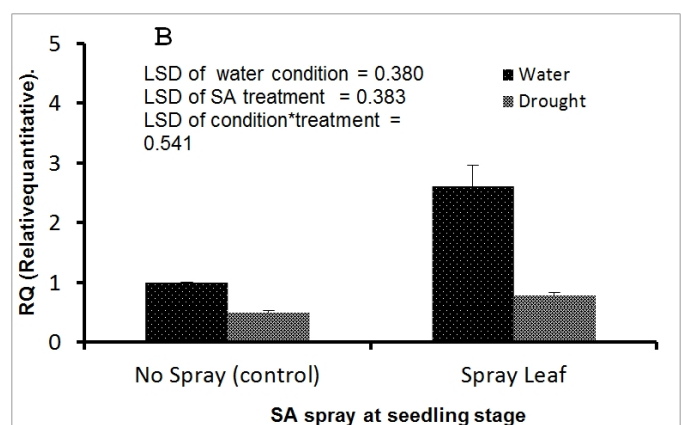 B
LSD of water condition = 0.380
LSD of SA treatment = 0.383
LSD of condition*treatment =
0.541
Water
Drought
RQ (Relativequantitative).
5
4
3
2
1
0
No Spray (control)
Spray Leaf
SA spray at seedling stage